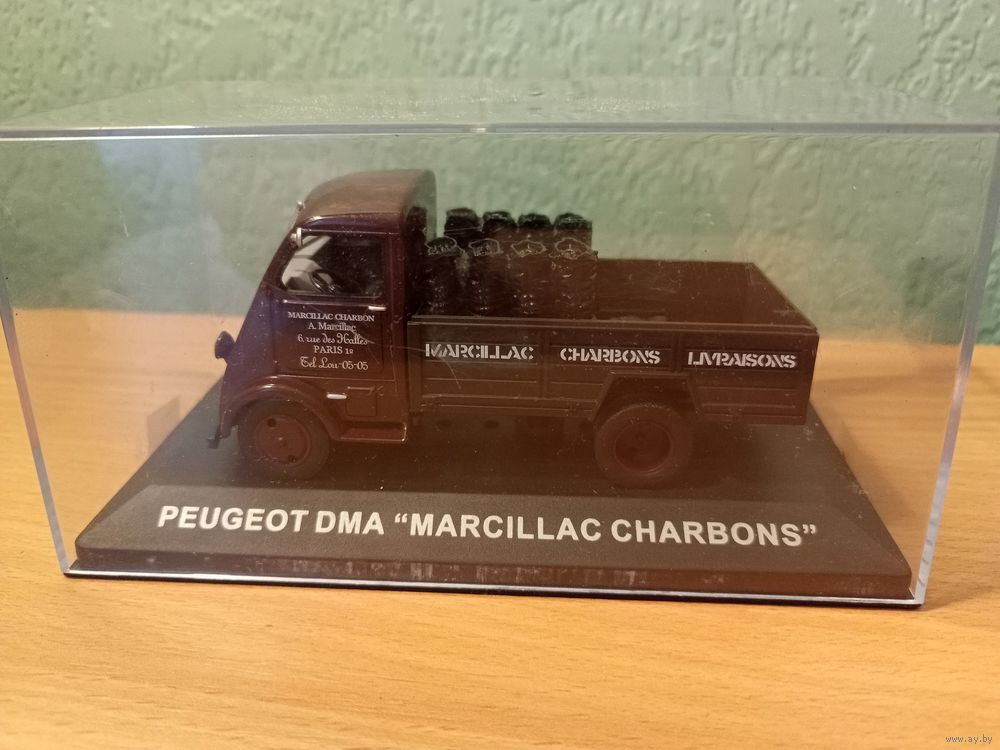 MARCILLAC CHARBON
A. Marcillac
6, rue des Halles
PARIS 1º
Tel Lou-05-05
MARCILLAC CHARBONS LIVRAISONS
PEUGEOT DMA “MARCILLAC CHARBONS”
www.ay.by